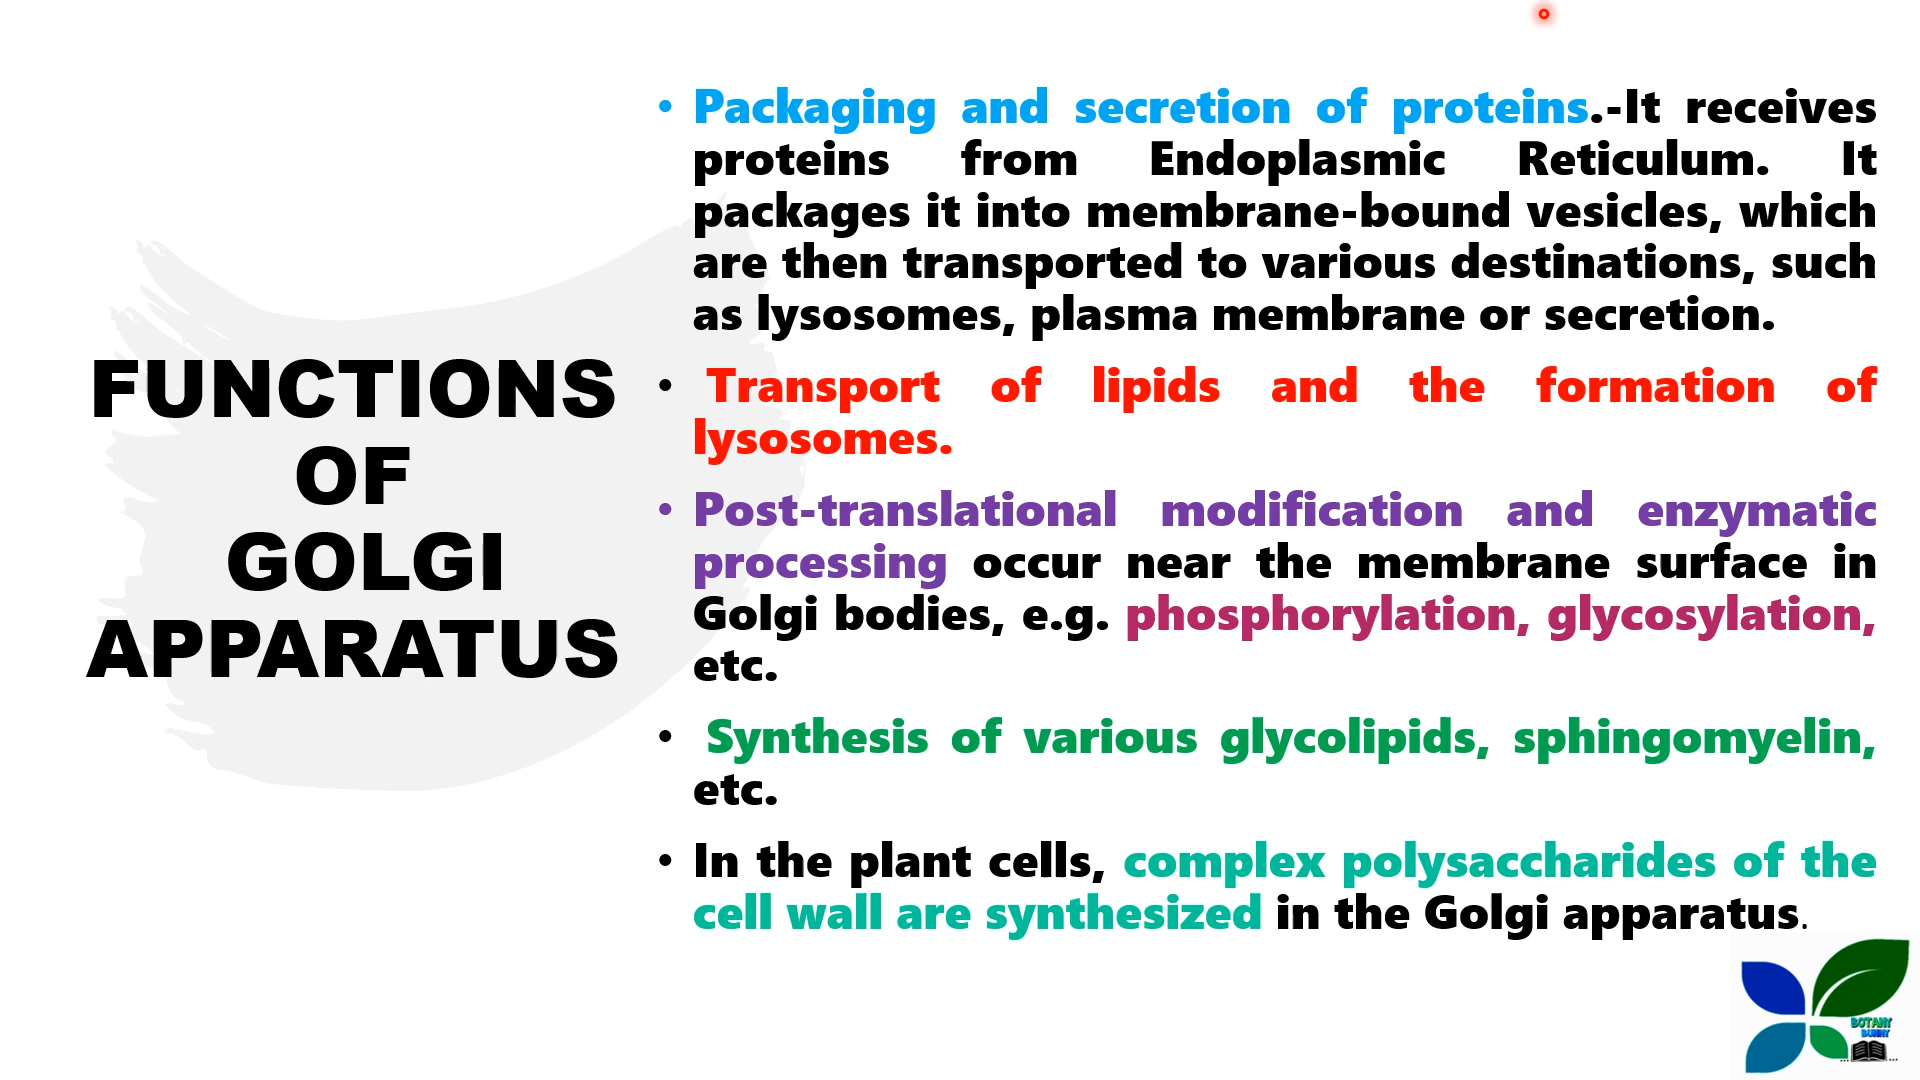 FUNCTIONS
OF
GOLGI
APPARATUS
• Packaging and secretion of proteins.-It receives
proteins from Endoplasmic Reticulum. It
packages it into membrane-bound vesicles, which
are then transported to various destinations, such
as lysosomes, plasma membrane or secretion.
• Transport of lipids and the formation of
lysosomes.
• Post-translational modification and enzymatic
processing occur near the membrane surface in
Golgi bodies, e.g. phosphorylation, glycosylation,
etc.
• Synthesis of various glycolipids, sphingomyelin,
etc.
• In the plant cells, complex polysaccharides of the
cell wall are synthesized in the Golgi apparatus.
BOTANY
BUNNY